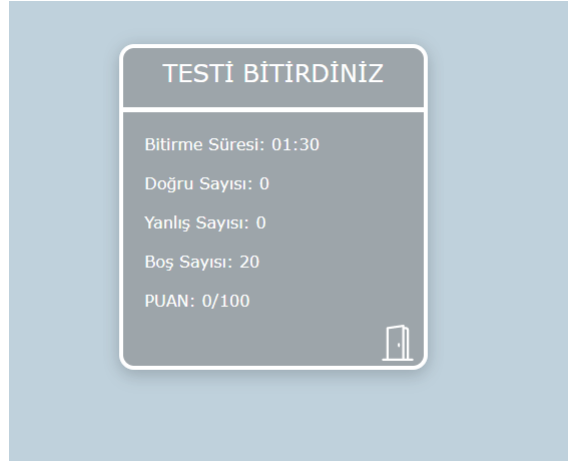 TESTİ BİTİRDİNİZ
Bitirme Süresi: 01:30
Doğru Sayısı: 0
Yanlış Sayısı: 0
Boş Sayısı: 20
PUAN: 0/100